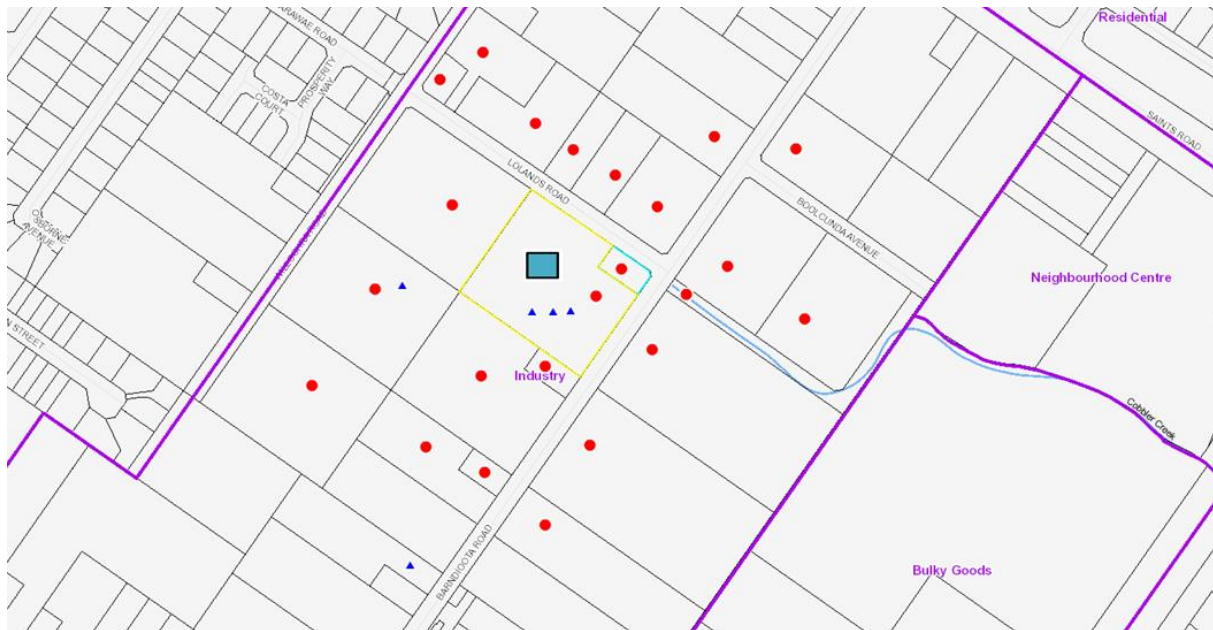 ARAWAE ROAD
Residential
COSTA
COURT
PROSPERITY
WAY
SAINTS ROAD
LOLANDS ROAD
BOOLCUNDA AVENUE
OSBORNE
AVENUE
Neighbourhood Centre
N STREET
Industry
Cobbler Creek
BARNDIOOTA ROAD
Bulky Goods